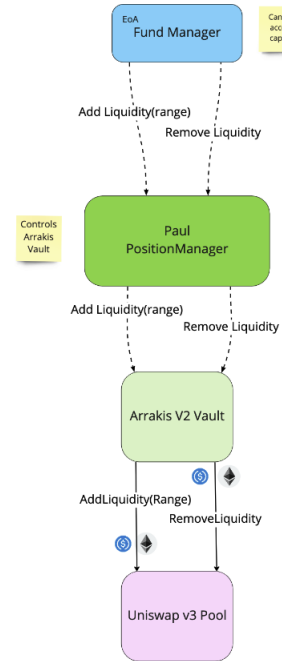 EoA
Fund Manager
Add Liquidity(range)
Remove Liquidity
Controls
Arrakis
Vault
Paul
PositionManager
Add Liquidity(range)
Remove Liquidity
Arrakis V2 Vault
AddLiquidity(Range)
RemoveLiquidity
Uniswap v3 Pool